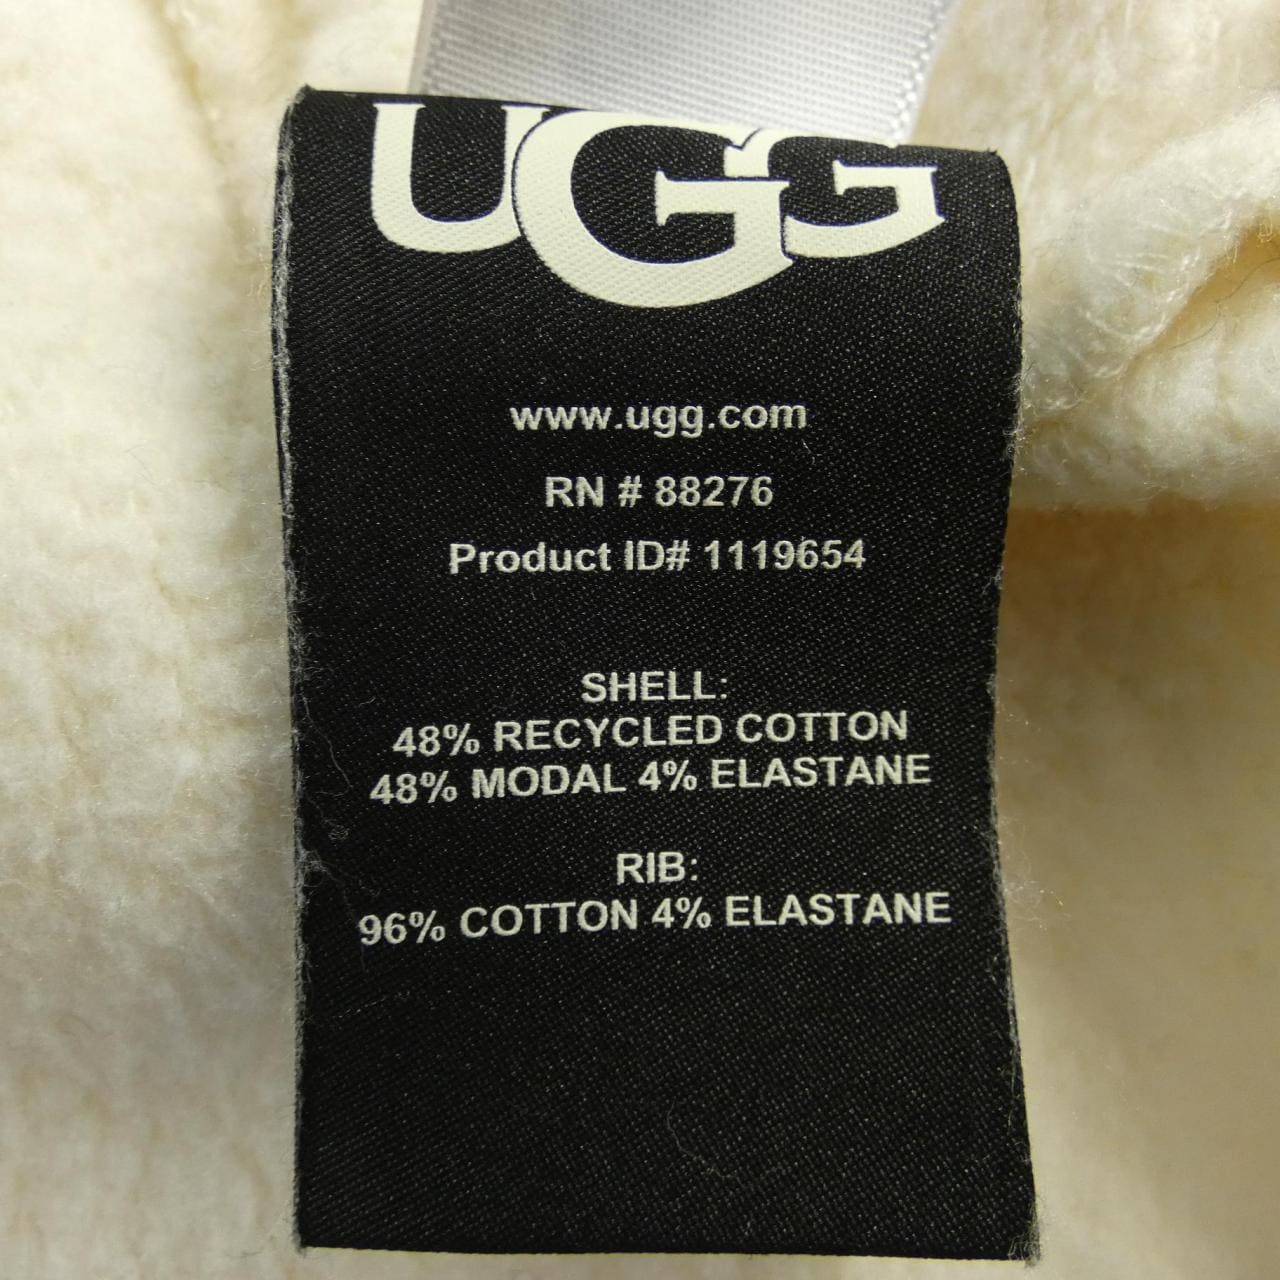 UGG
www.ugg.com
RN # 88276
Product ID# 1119654
SHELL:
48% RECYCLED COTTON
48% MODAL 4% ELASTANE
RIB:
96% COTTON 4% ELASTANE